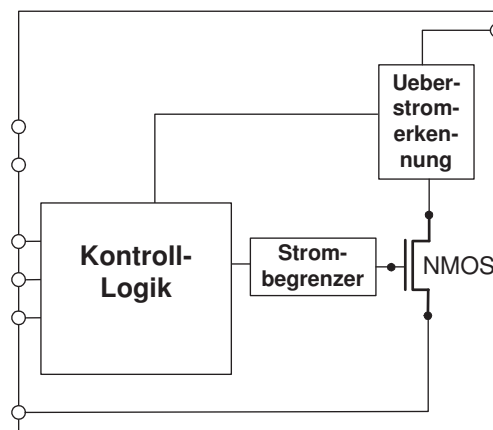 Ueber-
strom-
erken-
nung
Kontroll-
Logik
Strom-
begrenzer
NMOS